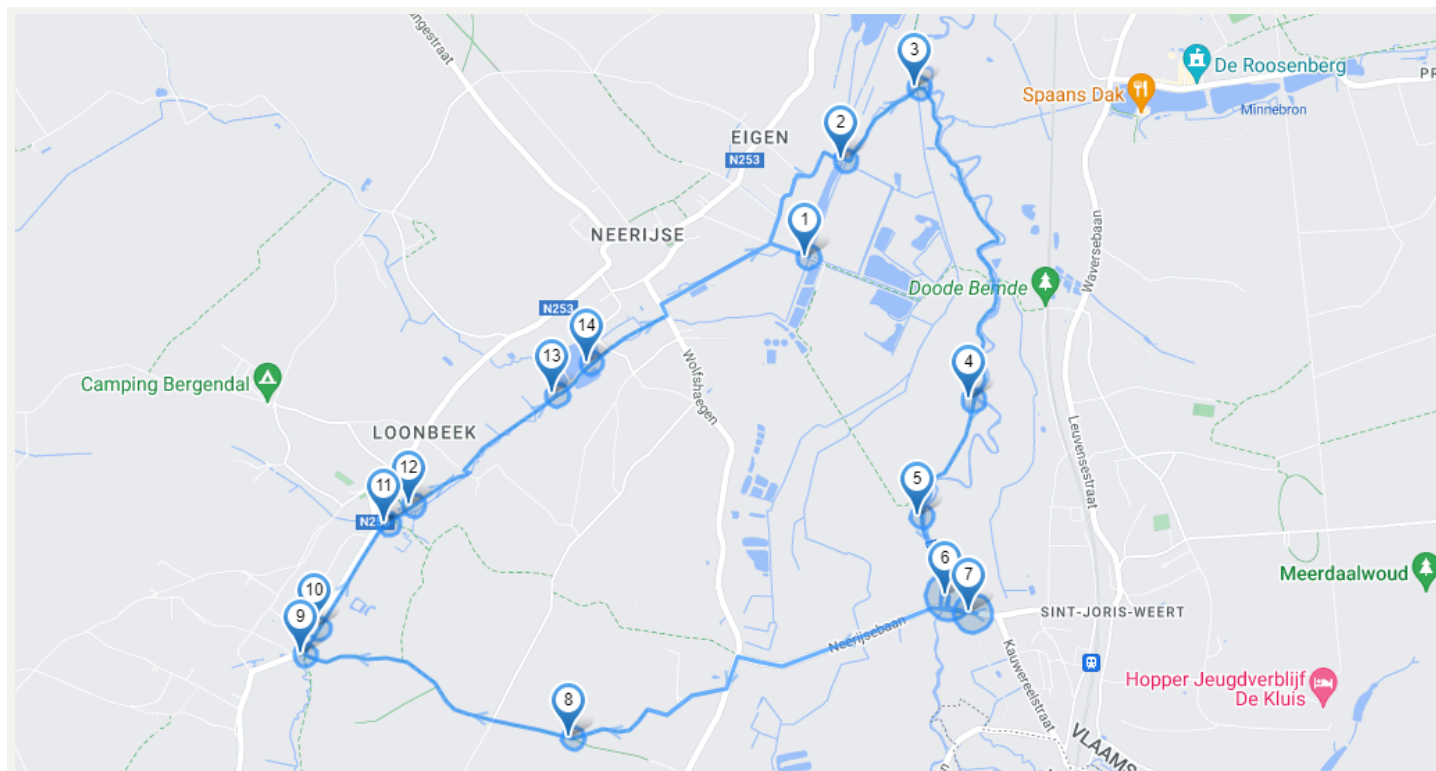 3
De Roosenberg
Spaans Dak
Minnebron
2
EIGEN
N253
1
NEERIJSE
Waversebaan
Doode Bemde
N253
14
13
Wolfshaegen
4
Camping Bergendal
LOONBEEK
Leuvensestraat
12
11
5
6
7
Meerdaalwoud
10
9
SINT-JORIS-WEERT
Neerijsebaan
Kauwereelstraat
Hopper Jeugdverblijf
De Kluis
8
VLAAMS